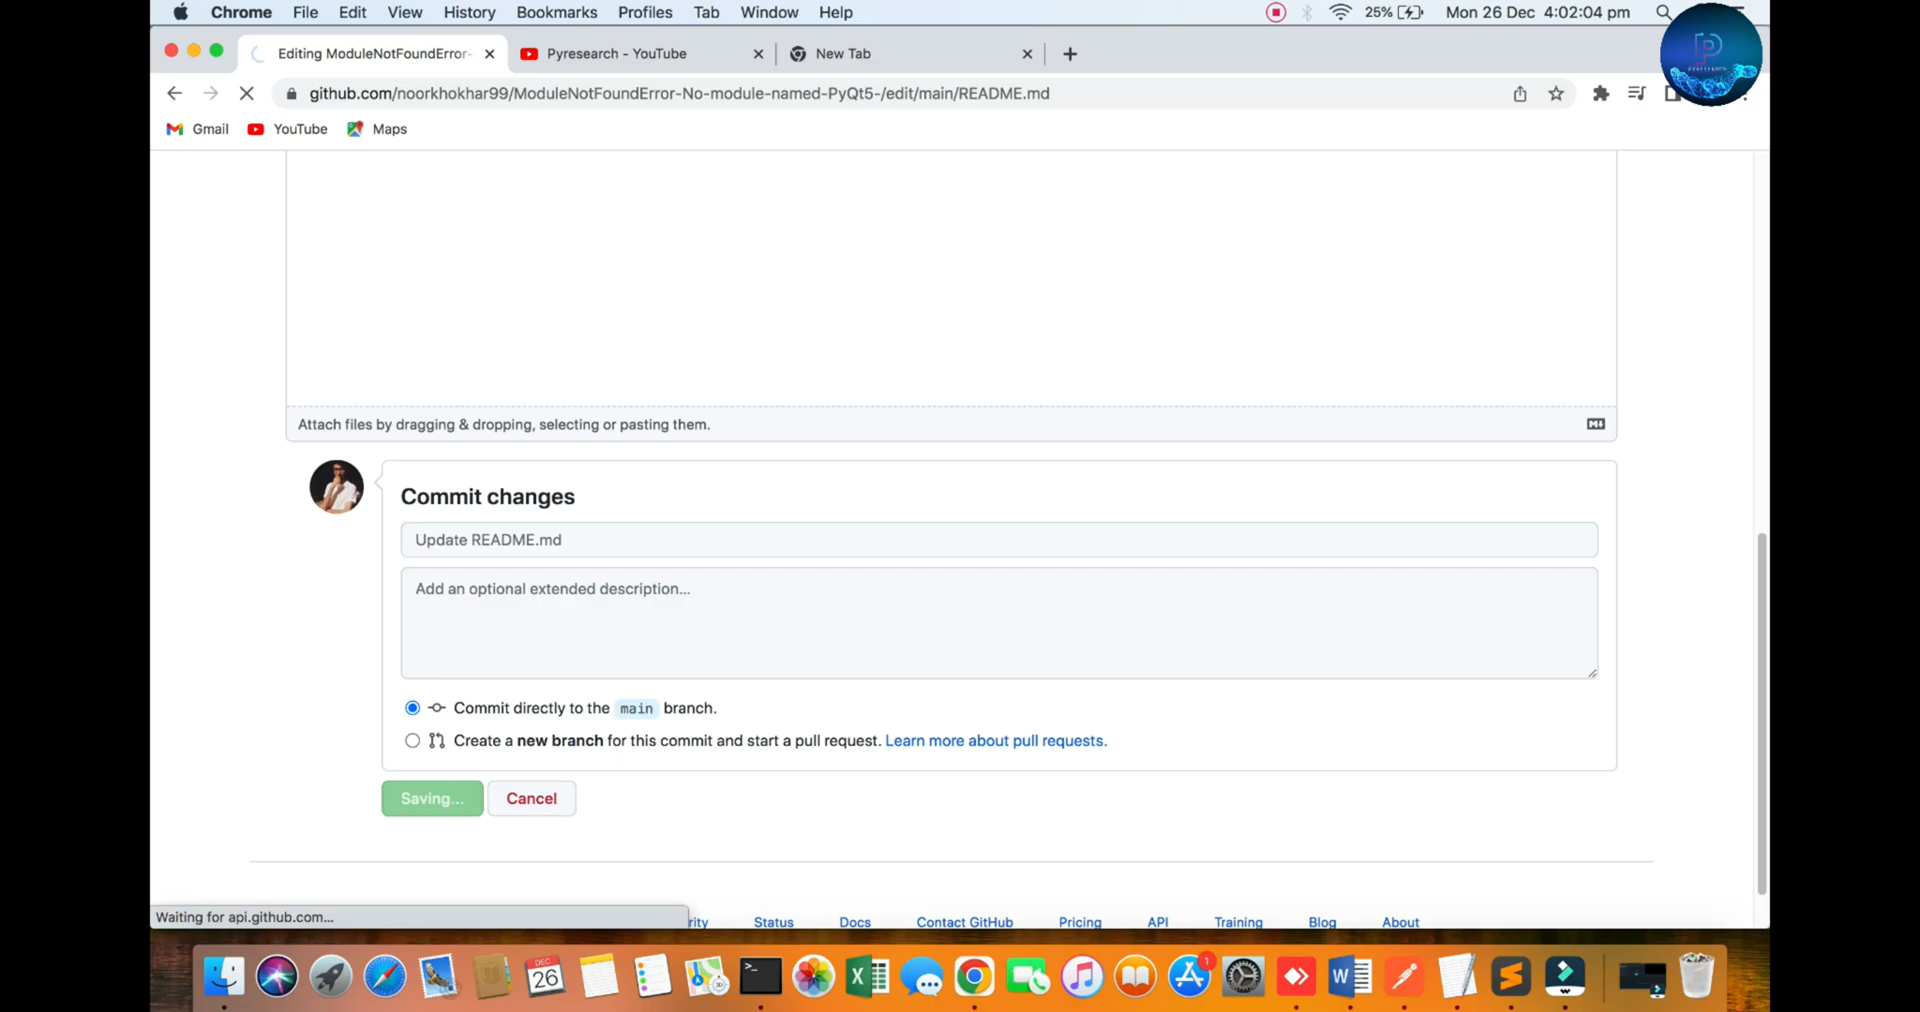 Chrome File Edit View History Bookmarks Profiles Tab Window Help 25% Mon 26 Dec 4:02:04 pm
Editing ModuleNotFoundError- Pyresearch - YouTube New Tab
github.com/noorkhokhar99/ModuleNotFoundError-No-module-named-PyQt5-/edit/main/README.md
Gmail YouTube Maps
Attach files by dragging & dropping, selecting or pasting them.
Commit changes
Update README.md
Add an optional extended description...
Commit directly to the main branch.
Create a new branch for this commit and start a pull request. Learn more about pull requests.
Saving... Cancel
Waiting for api.github.com... rity Status Docs Contact GitHub Pricing API Training Blog About
DEC
26
1